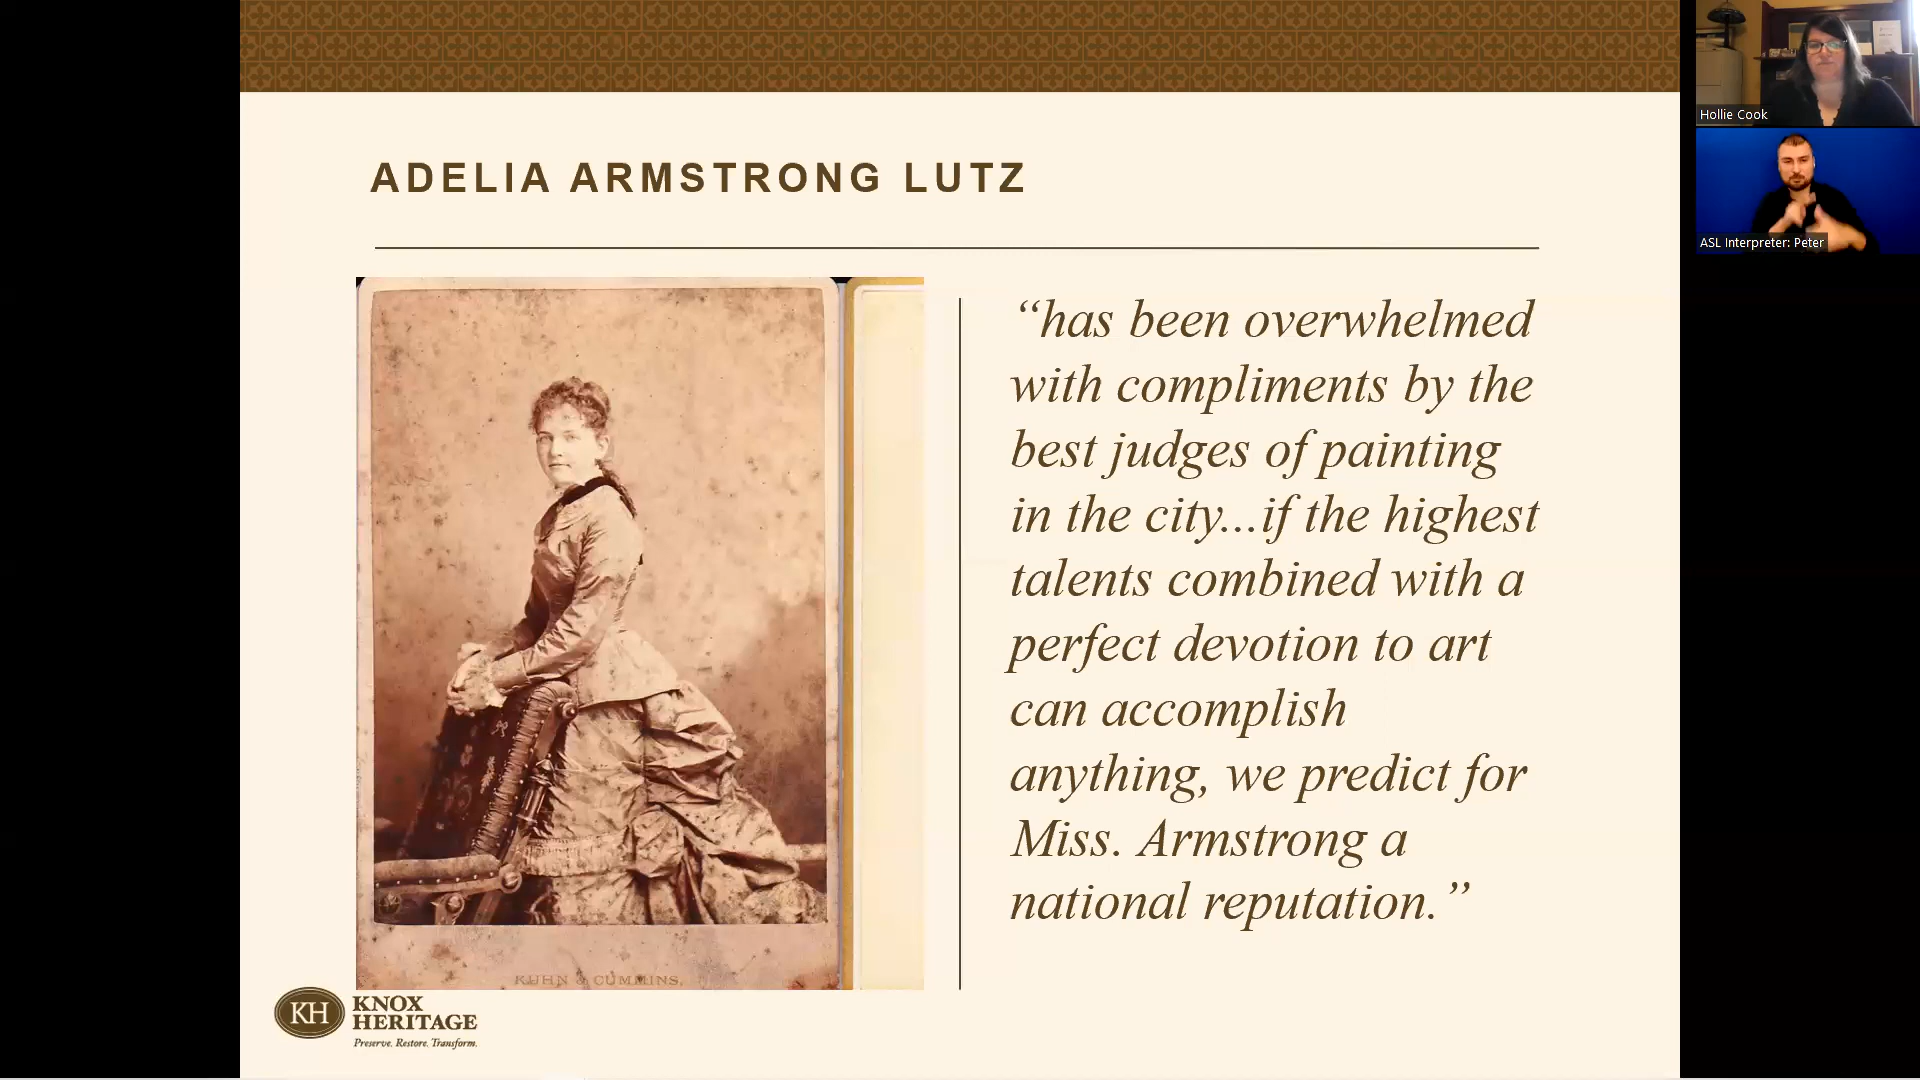 ADELIA ARMSTRONG LUTZ
“has been overwhelmed
with compliments by the
best judges of painting
in the city...if the highest
talents combined with a
perfect devotion to art
can accomplish
anything, we predict for
Miss. Armstrong a
national reputation.”
KUHN & CUMMINS,
KH KNOX
HERITAGE
Preserve. Restore. Transform.
Hollie Cook
ASL Interpreter: Peter